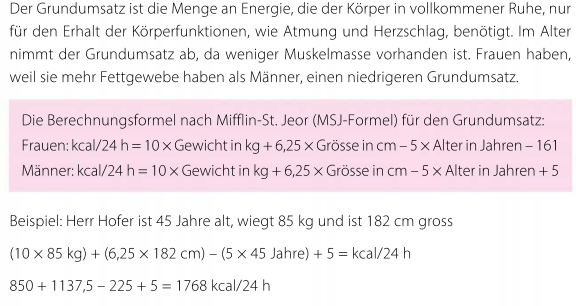 Der Grundumsatz ist die Menge an Energie, die der Körper in vollkommener Ruhe, nur
für den Erhalt der Körperfunktionen, wie Atmung und Herzschlag, benötigt. Im Alter
nimmt der Grundumsatz ab, da weniger Muskelmasse vorhanden ist. Frauen haben,
weil sie mehr Fettgewebe haben als Männer, einen niedrigeren Grundumsatz.
Die Berechnungsformel nach Mifflin-St. Jeor (MSJ-Formel) für den Grundumsatz:
Frauen: kcal/24 h = 10 × Gewicht in kg + 6,25 × Grösse in cm – 5 × Alter in Jahren – 161
Männer: kcal/24 h = 10 × Gewicht in kg + 6,25 × Grösse in cm – 5 × Alter in Jahren + 5
Beispiel: Herr Hofer ist 45 Jahre alt, wiegt 85 kg und ist 182 cm gross
(10 × 85 kg) + (6,25 × 182 cm) – (5 × 45 Jahre) + 5 = kcal/24 h
850 + 1137,5 – 225 + 5 = 1768 kcal/24 h